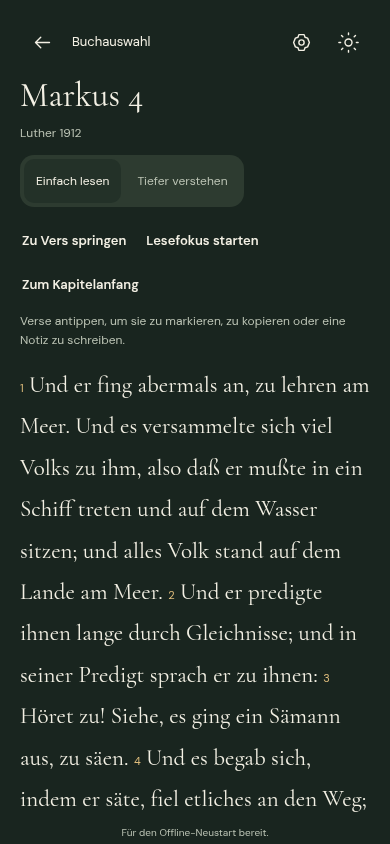 Buchauswahl
Markus 4
Luther 1912
Einfach lesen Tiefer verstehen
Zu Vers springen Lesefokus starten
Zum Kapitelanfang
Verse antippen, um sie zu markieren, zu kopieren oder eine
Notiz zu schreiben.
1 Und er fing abermals an, zu lehren am
Meer. Und es versammelte sich viel
Volks zu ihm, also daß er mußte in ein
Schiff treten und auf dem Wasser
sitzen; und alles Volk stand auf dem
Lande am Meer. 2 Und er predigte
ihnen lange durch Gleichnisse; und in
seiner Predigt sprach er zu ihnen: 3
Höret zu! Siehe, es ging ein Sämann
aus, zu säen. 4 Und es begab sich,
indem er säte, fiel etliches an den Weg;
Für den Offline-Neustart bereit.